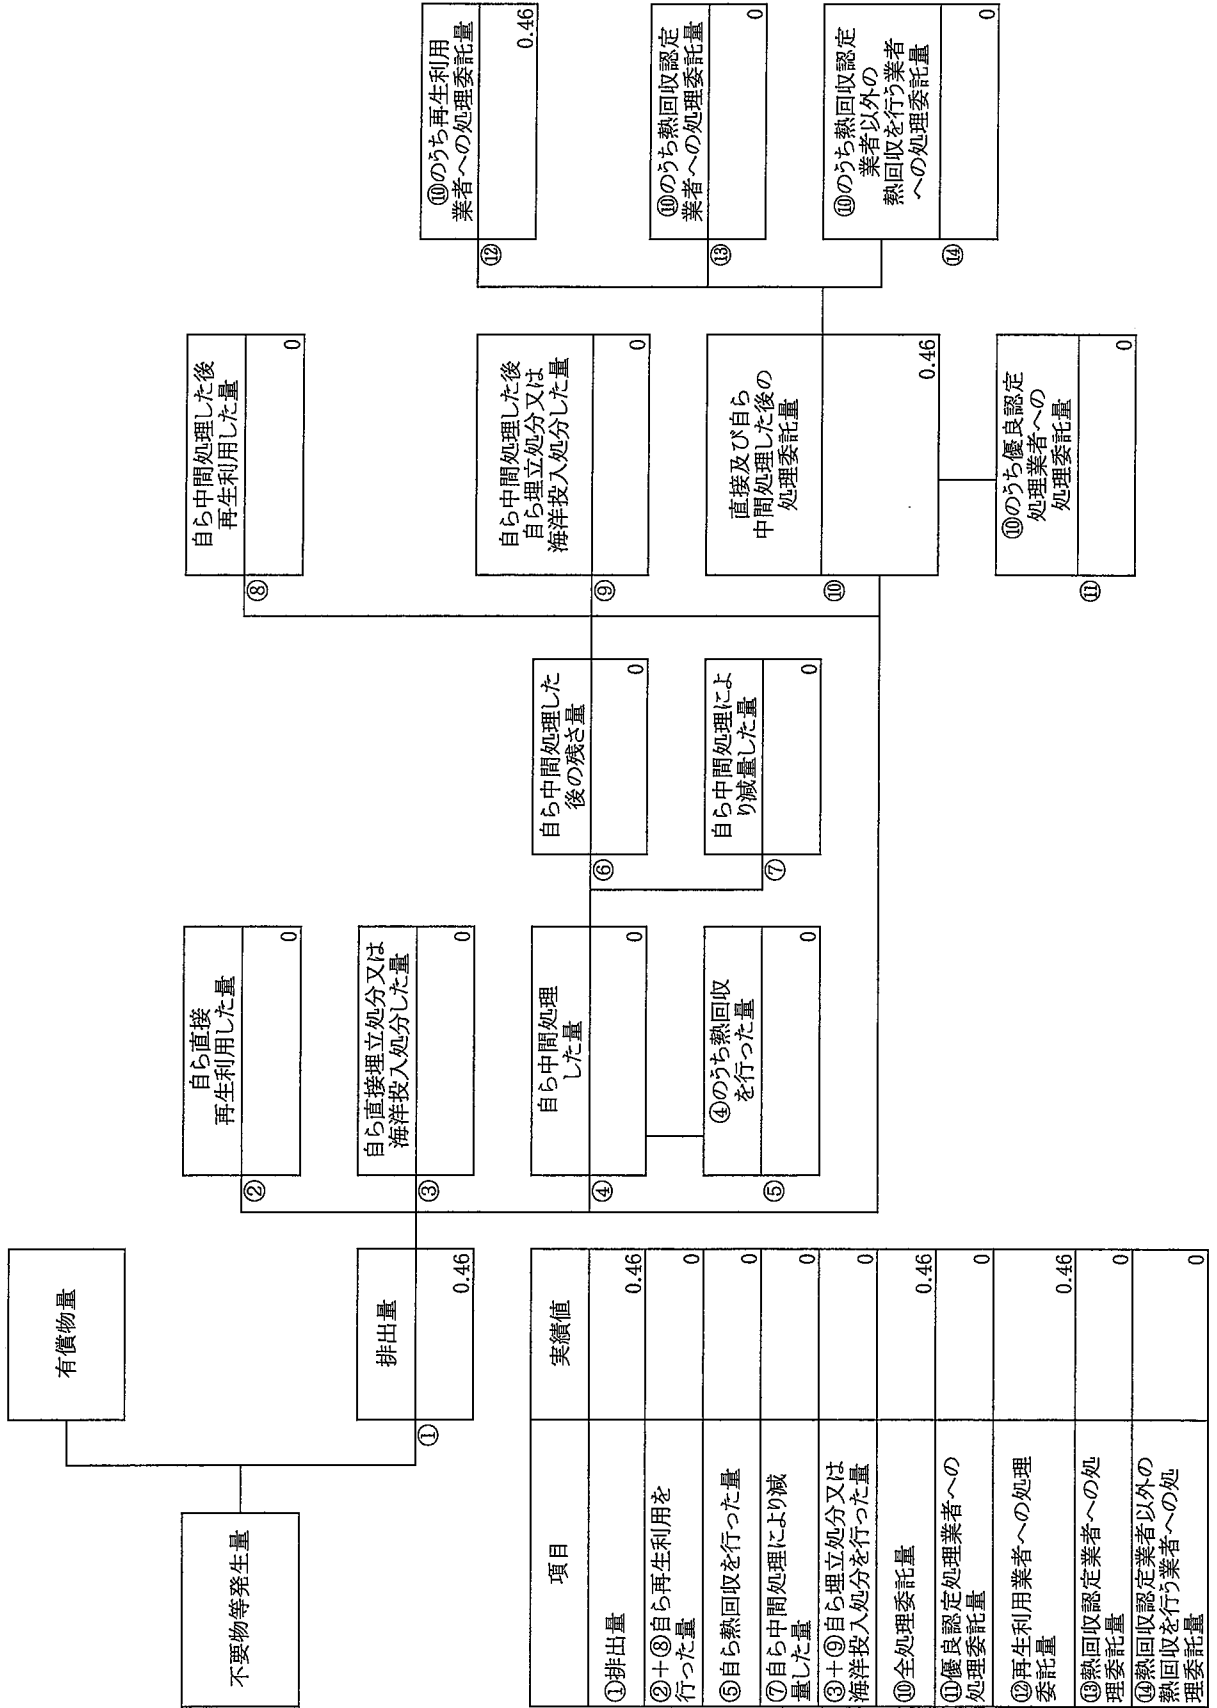 不要物等発生量
有償物量
排出量
①
0.46
自ら直接
再生利用した量
②
0
自ら直接埋立処分又は
海洋投入処分した量
③
0
自ら中間処理
した量
④
0
④のうち熱回収
を行った量
⑤
0
自ら中間処理した
後の残さ量
⑥
0
自ら中間処理によ
り減量した量
⑦
0
自ら中間処理した後
再生利用した量
⑧
0
自ら中間処理した後
自ら埋立処分又は
海洋投入処分した量
⑨
0
直接及び自ら
中間処理した後の
処理委託量
⑩
0.46
⑩のうち優良認定
処理業者への
処理委託量
⑪
0
⑩のうち再生利用
業者への処理委託量
⑫
0.46
⑩のうち熱回収認定
業者への処理委託量
⑬
0
⑩のうち熱回収認定
業者以外の
熱回収を行う業者
への処理委託量
⑭
0
項目 実績値
①排出量 0.46
②+⑧自ら再生利用を
行った量 0
⑤自ら熱回収を行った量 0
⑦自ら中間処理により減
量した量 0
③+⑨自ら埋立処分又は
海洋投入処分を行った量 0
⑩全処理委託量 0.46
⑪優良認定処理業者への
処理委託量 0
⑫再生利用業者への処理
委託量 0.46
⑬熱回収認定業者への処
理委託量 0
⑭熱回収認定業者以外の
熱回収を行う業者への処
理委託量 0